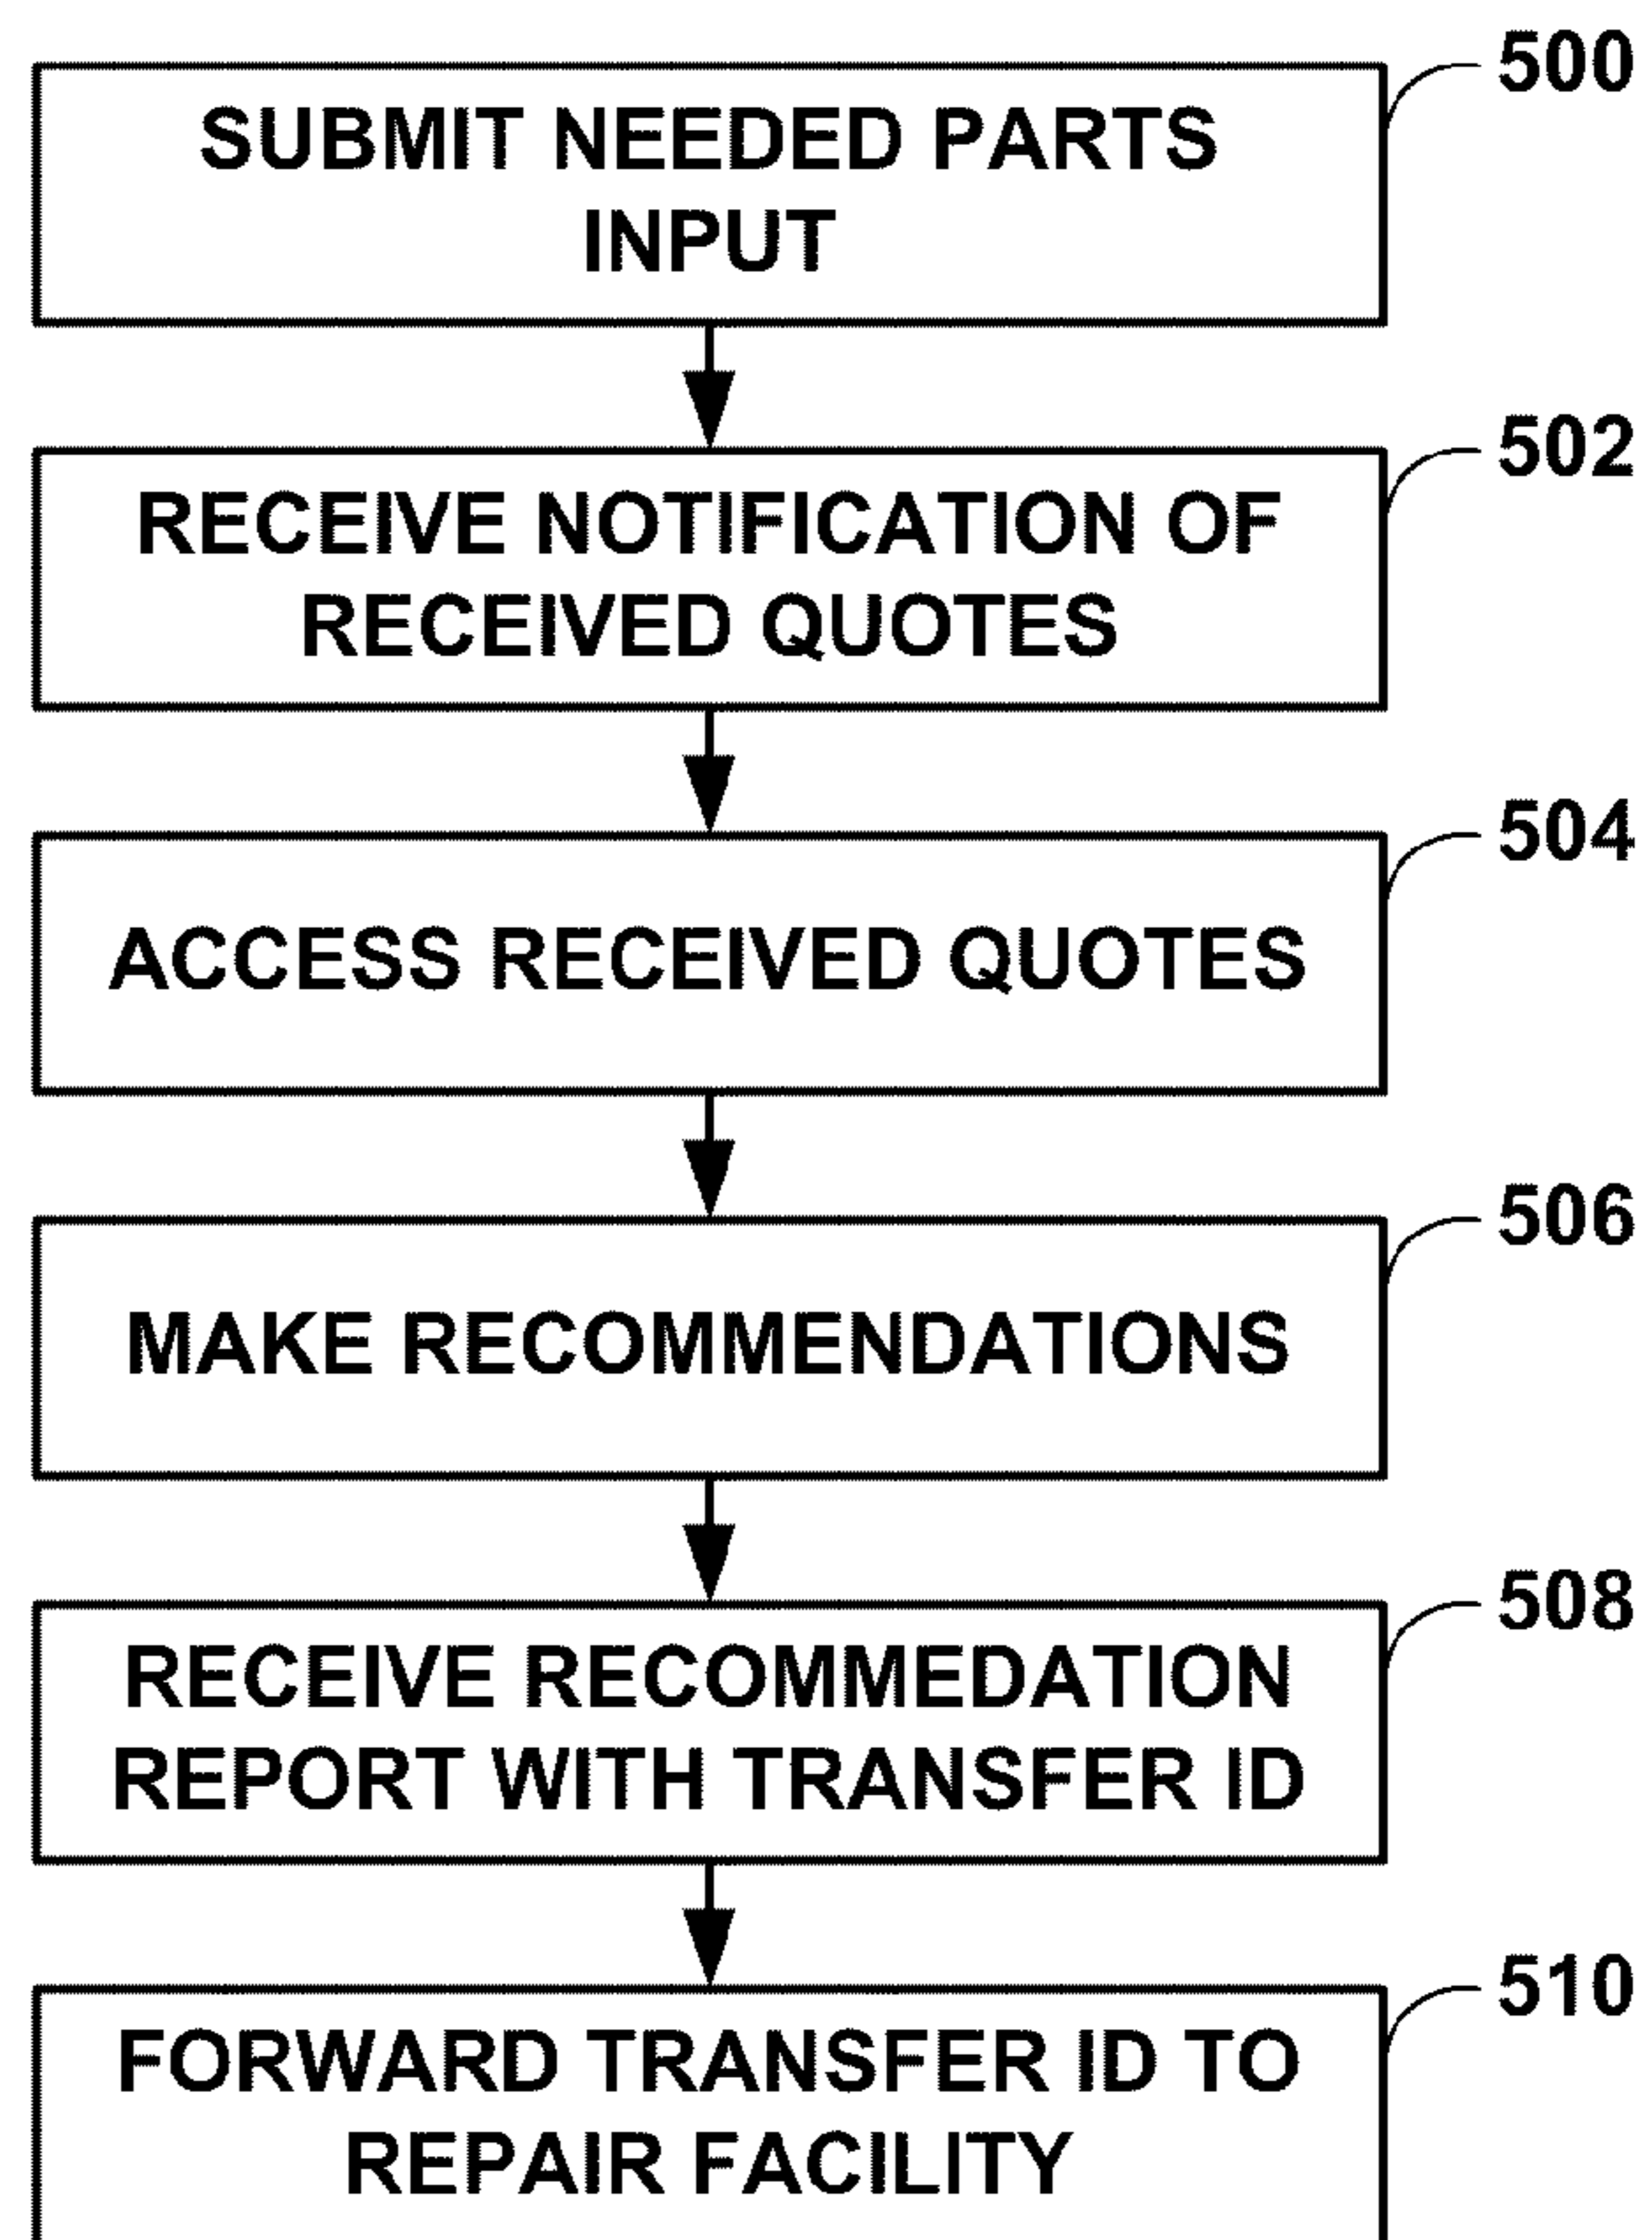 500
SUBMIT NEEDED PARTS
INPUT
502
RECEIVE NOTIFICATION OF
RECEIVED QUOTES
504
ACCESS RECEIVED QUOTES
506
MAKE RECOMMENDATIONS
508
RECEIVE RECOMMEDATION
REPORT WITH TRANSFER ID
510
FORWARD TRANSFER ID TO
REPAIR FACILITY